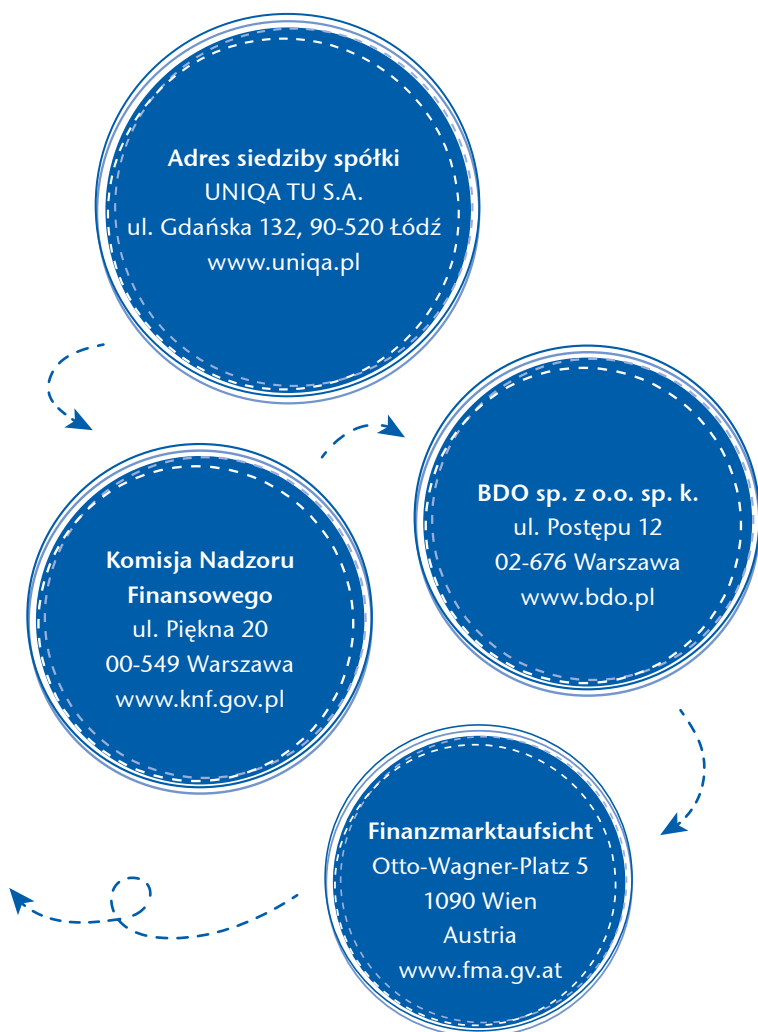 Adres siedziby spółki
UNIQA TU S.A.
ul. Gdańska 132, 90-520 Łódź
www.uniqa.pl
Komisja Nadzoru
Finansowego
ul. Piękna 20
00-549 Warszawa
www.knf.gov.pl
BDO sp. z o.o. sp. k.
ul. Postępu 12
02-676 Warszawa
www.bdo.pl
Finanzmarktaufsicht
Otto-Wagner-Platz 5
1090 Wien
Austria
www.fma.gv.at